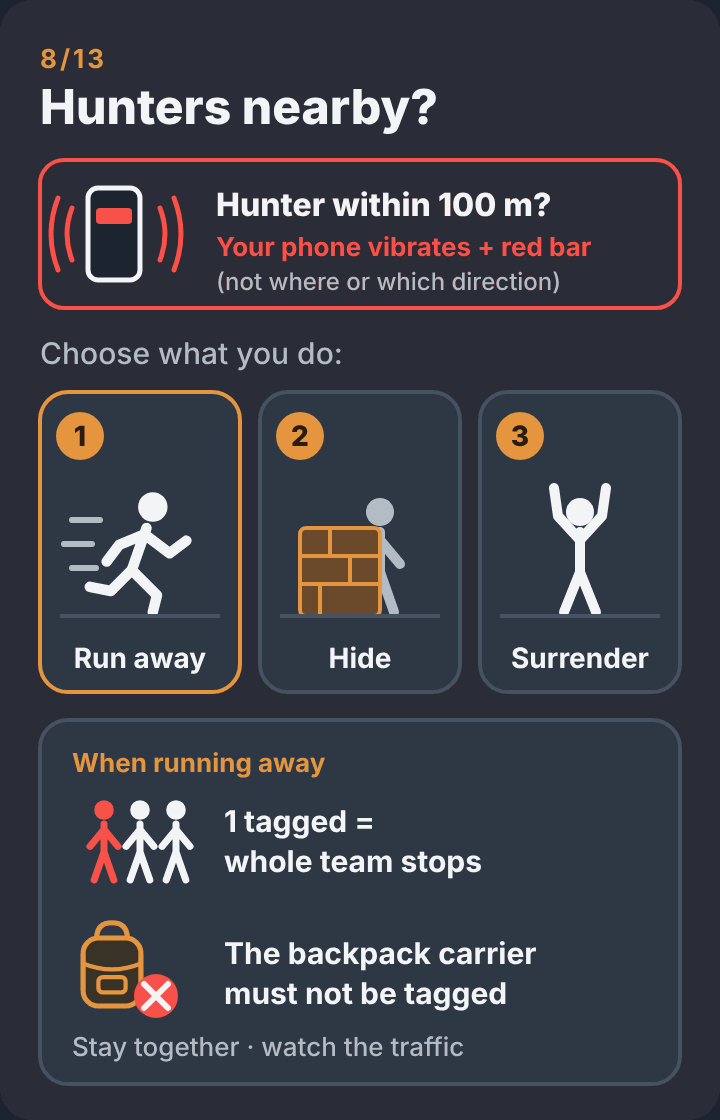 8/13
Hunters nearby?
Hunter within 100 m?
Your phone vibrates + red bar
(not where or which direction)
Choose what you do:
1
Run away
2
Hide
3
Surrender
When running away
1 tagged =
whole team stops
The backpack carrier
must not be tagged
Stay together · watch the traffic